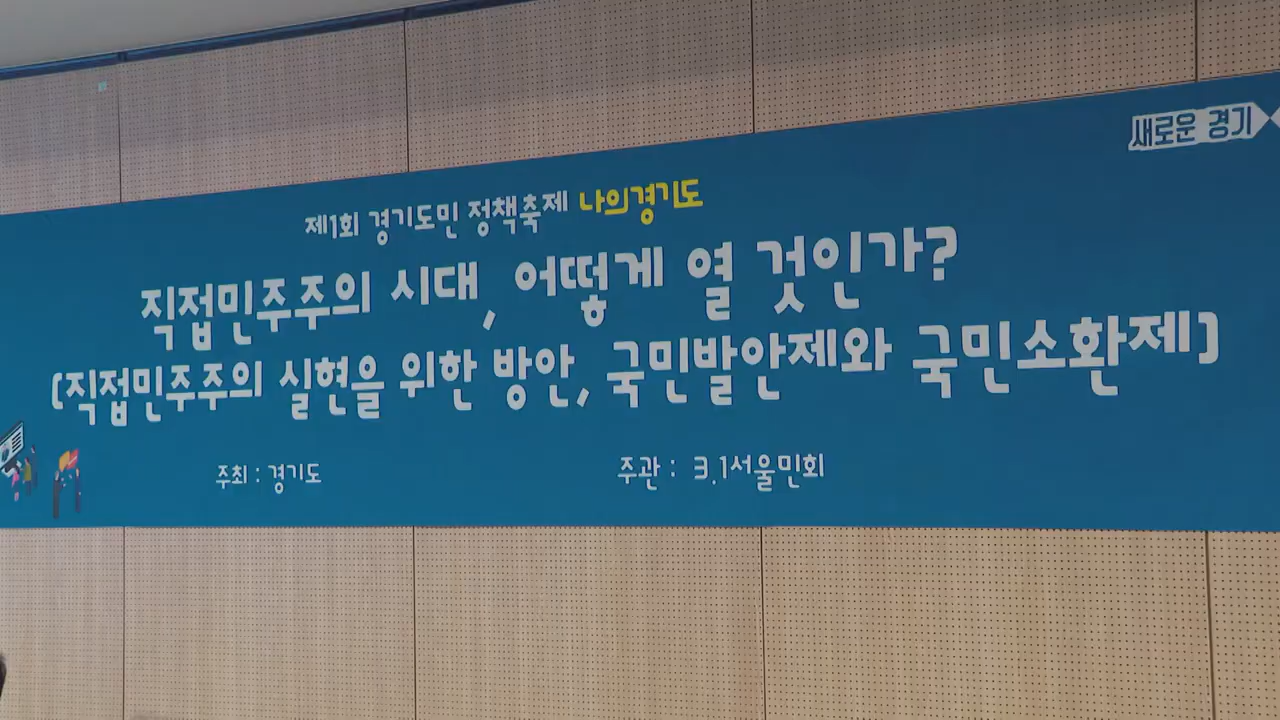 새로운 경기
제1회 경기도민 정책축제 나의경기도
직접민주주의 시대, 어떻게 열 것인가?
(직접민주주의 실현을 위한 방안, 국민발안제와 국민소환제)
주최 : 경기도
주관 : 3.1서울민회